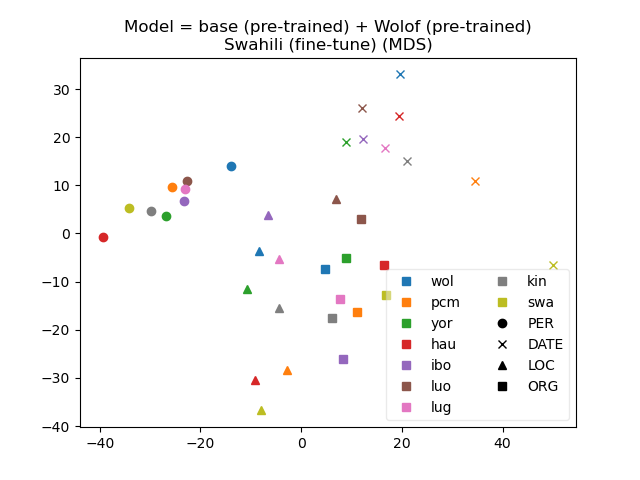 Model = base (pre-trained) + Wolof (pre-trained)
Swahili (fine-tune) (MDS)
30
20
10
0
−10
−20
−30
−40
−40
−20
0
20
40
wol
pcm
yor
hau
ibo
luo
lug
kin
swa
PER
DATE
LOC
ORG